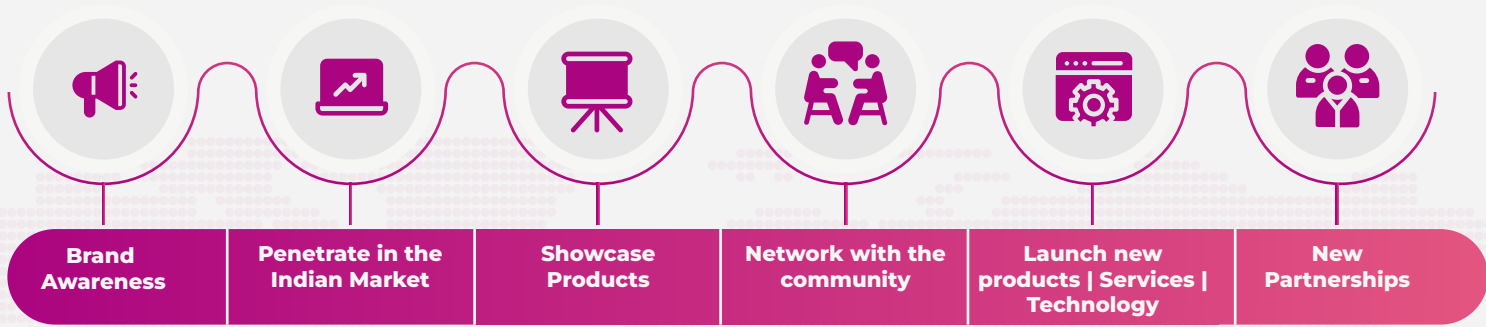 Brand
Awareness
Penetrate in the
Indian Market
Showcase
Products
Network with the
community
Launch new
products | Services |
Technology
New
Partnerships